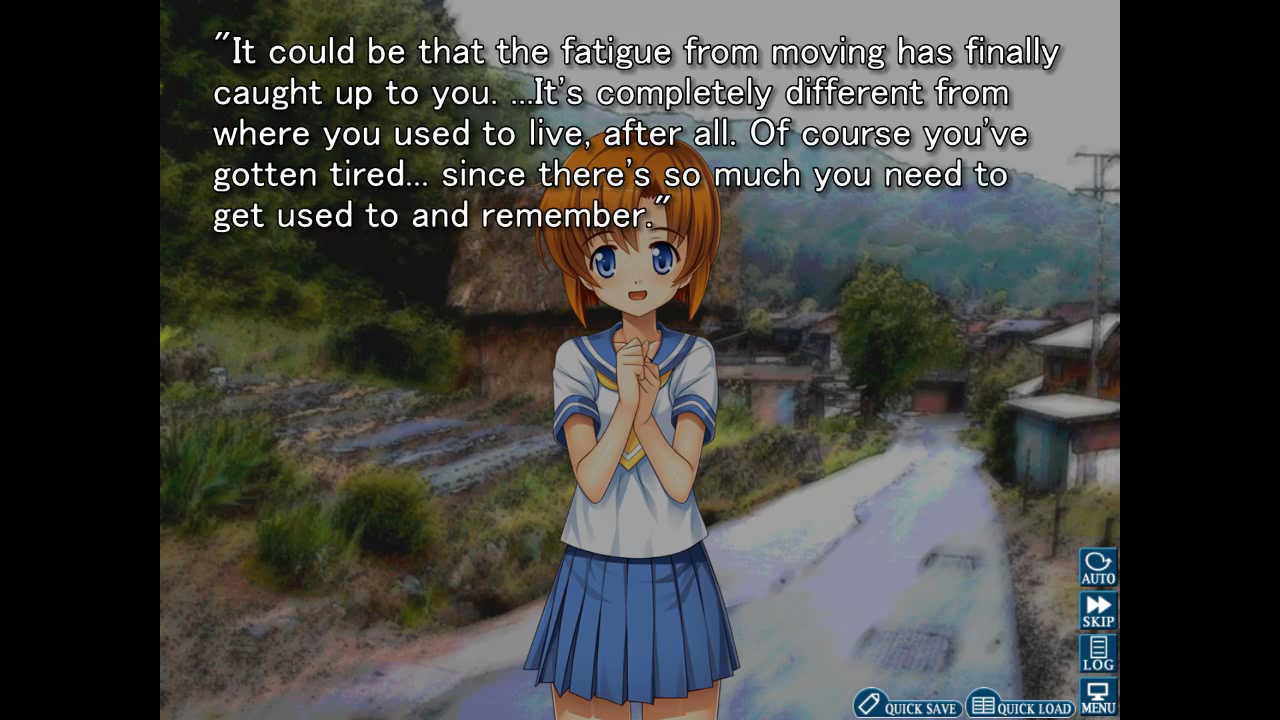 "It could be that the fatigue from moving has finally
caught up to you. ...It's completely different from
where you used to live, after all. Of course you've
gotten tired... since there's so much you need to
get used to and remember."
AUTO
SKIP
LOG
QUICK SAVE
QUICK LOAD
MENU